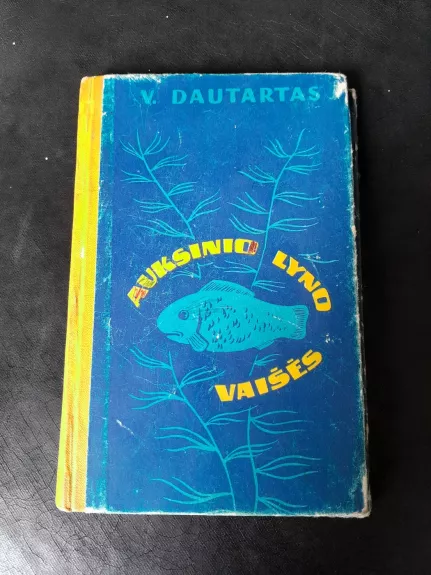 V. DAUTARTAS
AUKSINIO LYNO
VAIŠĖS